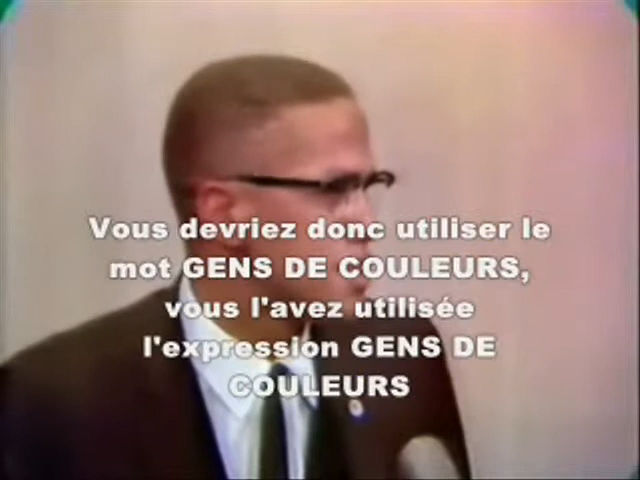 Vous devriez donc utiliser le
mot GENS DE COULEURS,
vous l'avez utilisée
l'expression GENS DE
COULEURS